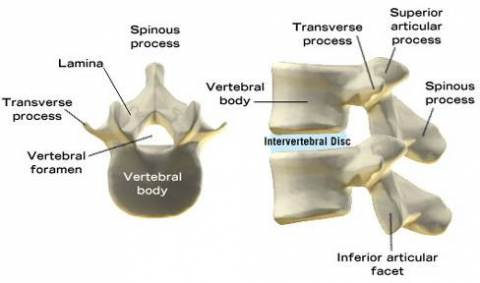 Spinous
process
Lamina
Transverse
process
Vertebral
foramen
Vertebral
body
Superior
articular
process
Transverse
process
Vertebral
body
Spinous
process
Intervertebral Disc
Inferior articular
facet